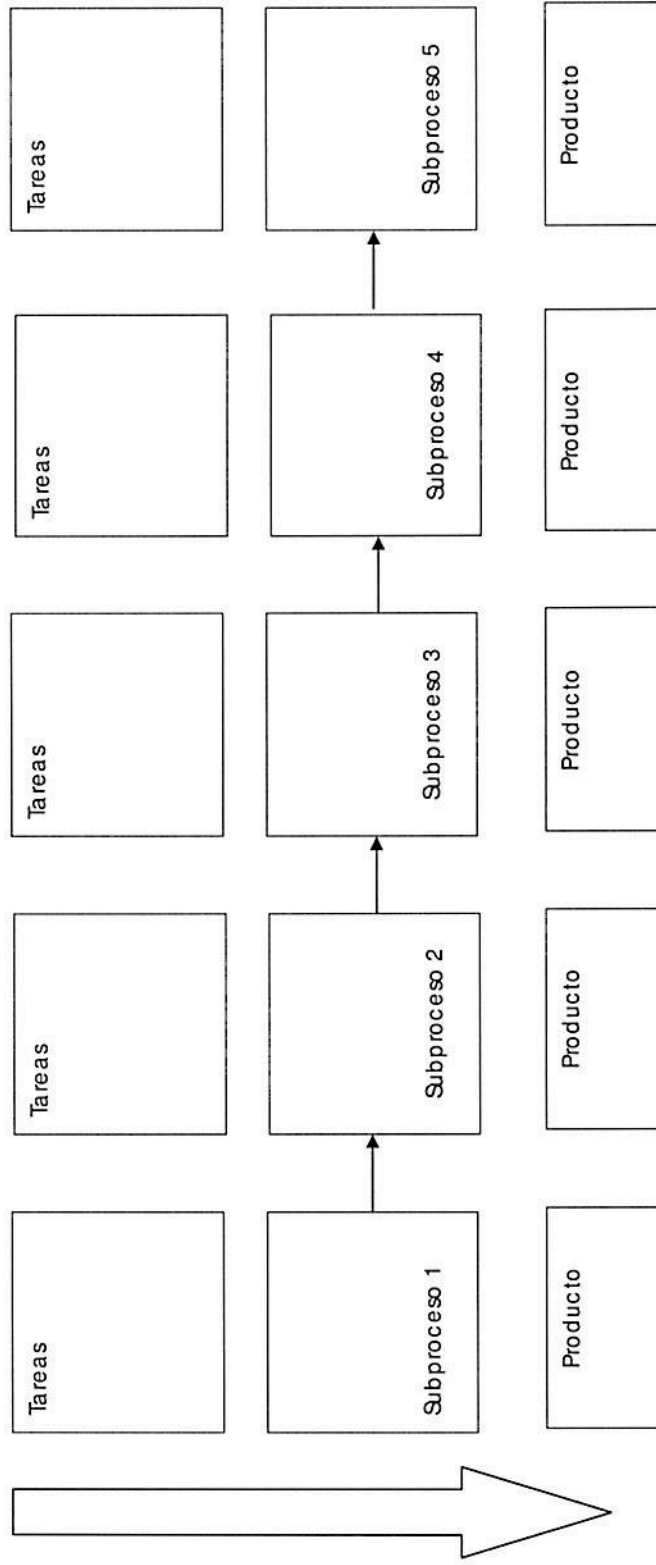 Tareas
Tareas
Tareas
Tareas
Tareas
Subproceso 1
Subproceso 2
Subproceso 3
Subproceso 4
Subproceso 5
Producto
Producto
Producto
Producto
Producto